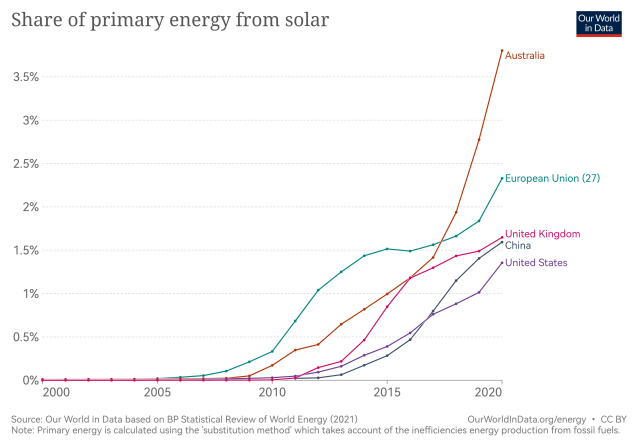 Share of primary energy from solar
Our World
in Data
Australia
3.5%
3%
2.5%
European Union (27)
2%
United Kingdom
1.5%
China
United States
1%
0.5%
0%
2000
2005
2010
2015
2020
Source: Our World in Data based on BP Statistical Review of World Energy (2021)
OurWorldInData.org/energy • CC BY
Note: Primary energy is calculated using the 'substitution method' which takes account of the inefficiencies energy production from fossil fuels.